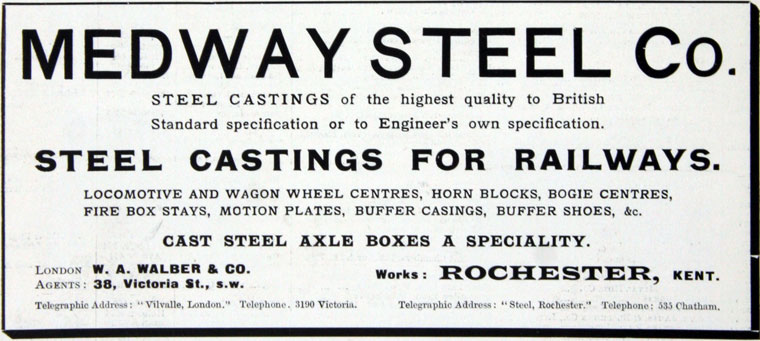 MEDWAY STEEL Co.
STEEL CASTINGS of the highest quality to British
Standard specification or to Engineer's own specification.
STEEL CASTINGS FOR RAILWAYS.
LOCOMOTIVE AND WAGON WHEEL CENTRES, HORN BLOCKS, BOGIE CENTRES,
FIRE BOX STAYS, MOTION PLATES, BUFFER CASINGS, BUFFER SHOES, &c.
CAST STEEL AXLE BOXES A SPECIALITY.
LONDON W. A. WALBER & CO.
AGENTS: 38, Victoria St., S.W.
Works: ROCHESTER, KENT.
Telegraphic Address: "Vilvalle, London." Telephone. 3190 Victoria.
Telegraphic Address: "Steel, Rochester." Telephone: 535 Chatham.